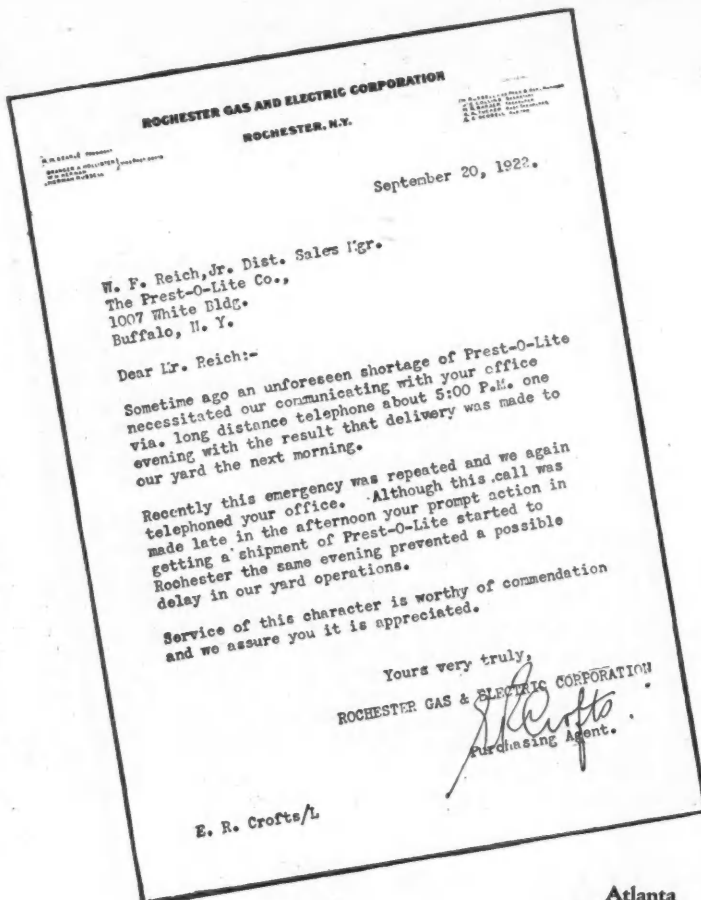 ROCHESTER GAS AND ELECTRIC CORPORATION
ROCHESTER, N.Y.
September 20, 1922.
W. F. Reich,Jr. Dist. Sales Mgr.
The Prest-O-Lite Co.,
1007 White Bldg.
Buffalo, N. Y.
Dear Mr. Reich:-
Sometime ago an unforeseen shortage of Prest-O-Lite
necessitated our communicating with your office
via. long distance telephone about 5:00 P.M. one
evening with the result that delivery was made to
our yard the next morning.
Recently this emergency was repeated and we again
telephoned your office. Although this call was
made late in the afternoon your prompt action in
getting a shipment of Prest-O-Lite started to
Rochester the same evening prevented a possible
delay in our yard operations.
Service of this character is worthy of commendation
and we assure you it is appreciated.
Yours very truly,
ROCHESTER GAS & ELECTRIC CORPORATION
E R Crofts
Purchasing Agent.
E. R. Crofts/L
Atlanta